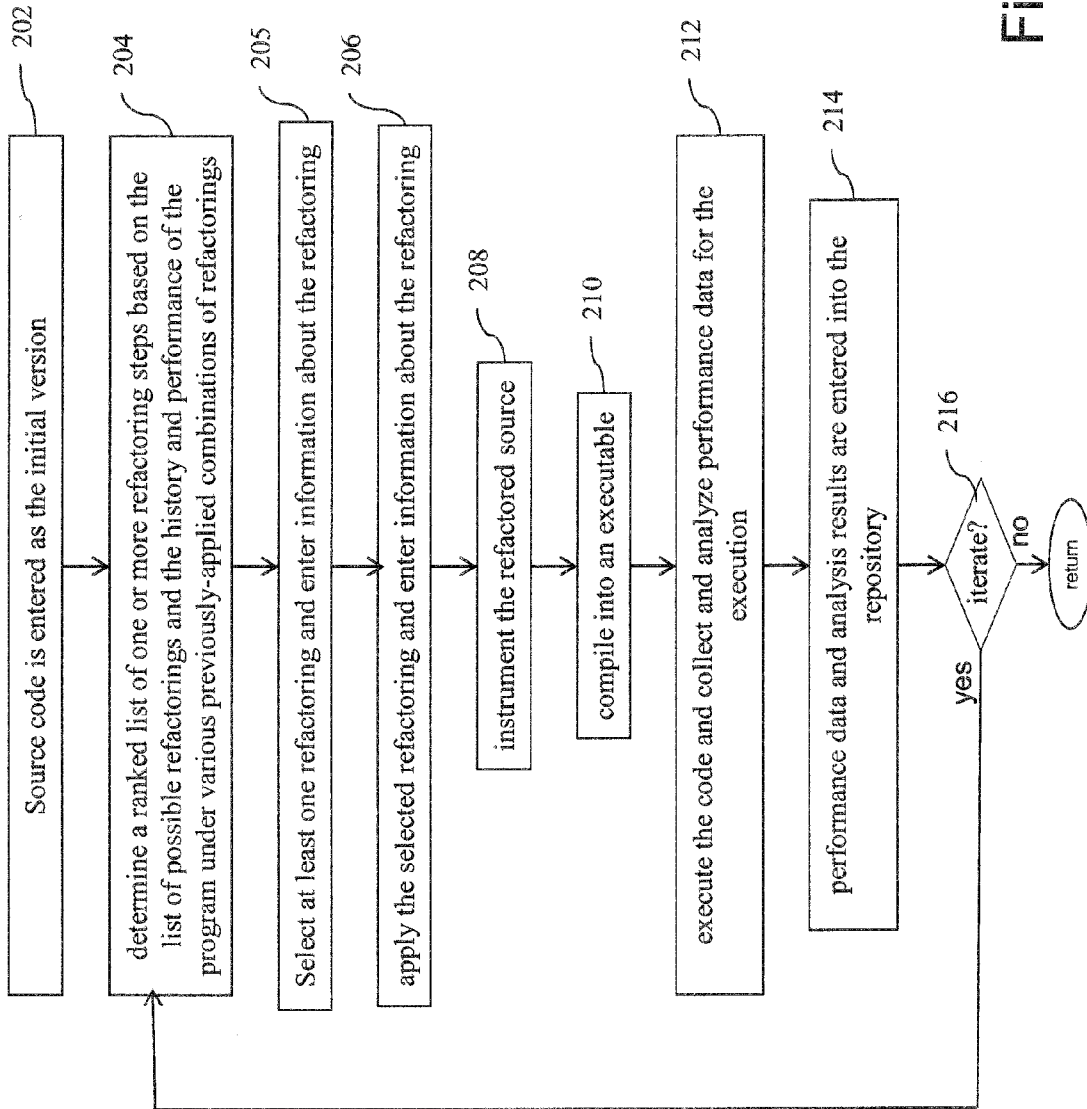 202
Source code is entered as the initial version
204
determine a ranked list of one or more refactoring steps based on the
list of possible refactorings and the history and performance of the
program under various previously-applied combinations of refactorings
205
Select at least one refactoring and enter information about the refactoring
206
apply the selected refactoring and enter information about the refactoring
208
instrument the refactored source
210
compile into an executable
212
execute the code and collect and analyze performance data for the
execution
214
performance data and analysis results are entered into the
repository
216
iterate?
yes
no
return
Fi